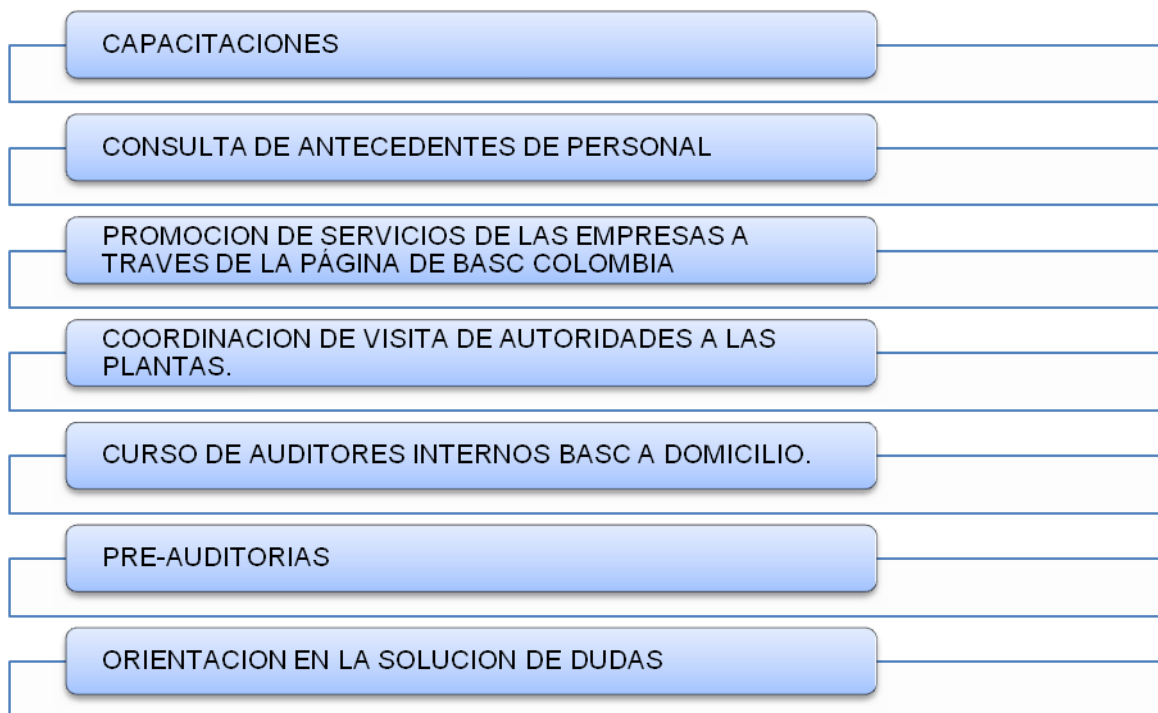 CAPACITACIONES
CONSULTA DE ANTECEDENTES DE PERSONAL
PROMOCION DE SERVICIOS DE LAS EMPRESAS A
TRAVES DE LA PÁGINA DE BASC COLOMBIA
COORDINACION DE VISITA DE AUTORIDADES A LAS
PLANTAS.
CURSO DE AUDITORES INTERNOS BASC A DOMICILIO.
PRE-AUDITORIAS
ORIENTACION EN LA SOLUCION DE DUDAS